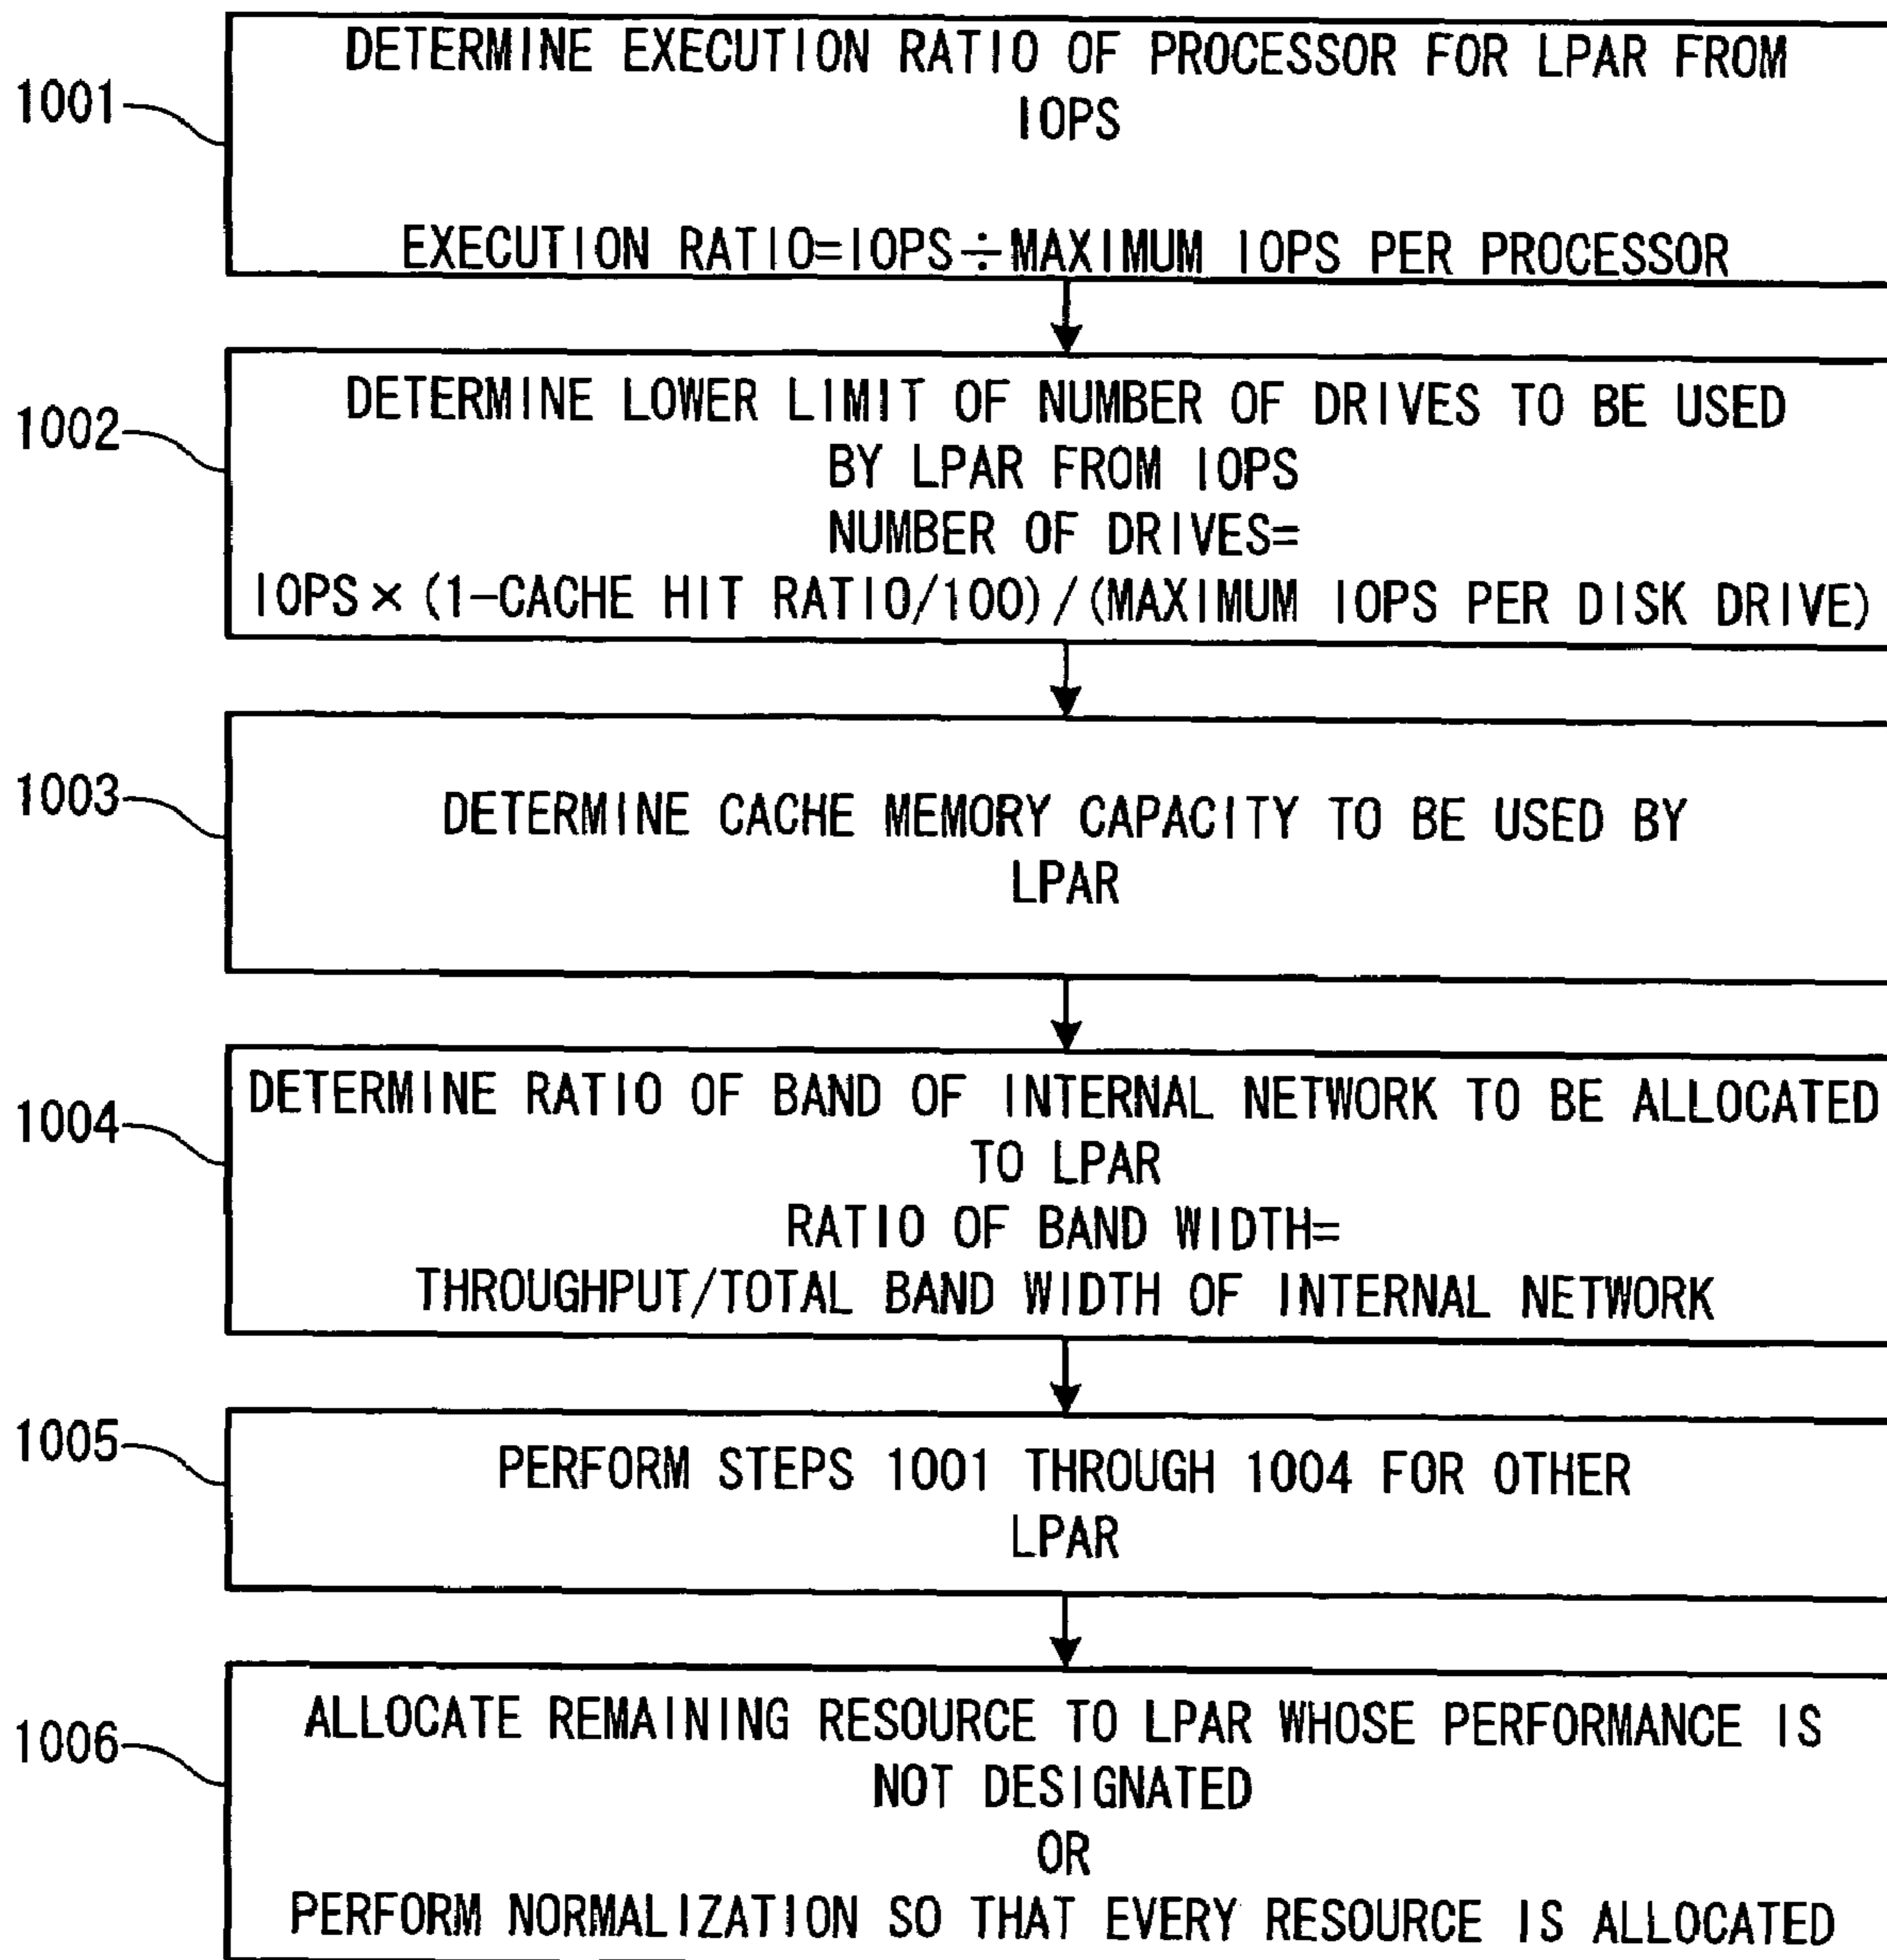 1001
DETERMINE EXECUTION RATIO OF PROCESSOR FOR LPAR FROM
IOPS
EXECUTION RATIO=IOPS÷MAXIMUM IOPS PER PROCESSOR
1002
DETERMINE LOWER LIMIT OF NUMBER OF DRIVES TO BE USED
BY LPAR FROM IOPS
NUMBER OF DRIVES=
IOPS×(1-CACHE HIT RATIO/100)/(MAXIMUM IOPS PER DISK DRIVE)
1003
DETERMINE CACHE MEMORY CAPACITY TO BE USED BY
LPAR
1004
DETERMINE RATIO OF BAND OF INTERNAL NETWORK TO BE ALLOCATED
TO LPAR
RATIO OF BAND WIDTH=
THROUGHPUT/TOTAL BAND WIDTH OF INTERNAL NETWORK
1005
PERFORM STEPS 1001 THROUGH 1004 FOR OTHER
LPAR
1006
ALLOCATE REMAINING RESOURCE TO LPAR WHOSE PERFORMANCE IS
NOT DESIGNATED
OR
PERFORM NORMALIZATION SO THAT EVERY RESOURCE IS ALLOCATED